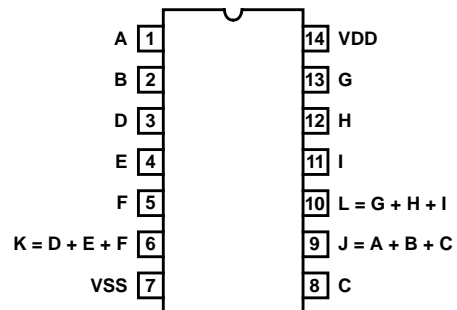 A 1
B 2
D 3
E 4
F 5
K = D + E + F 6
VSS 7
14 VDD
13 G
12 H
11 I
10 L = G + H + I
9 J = A + B + C
8 C